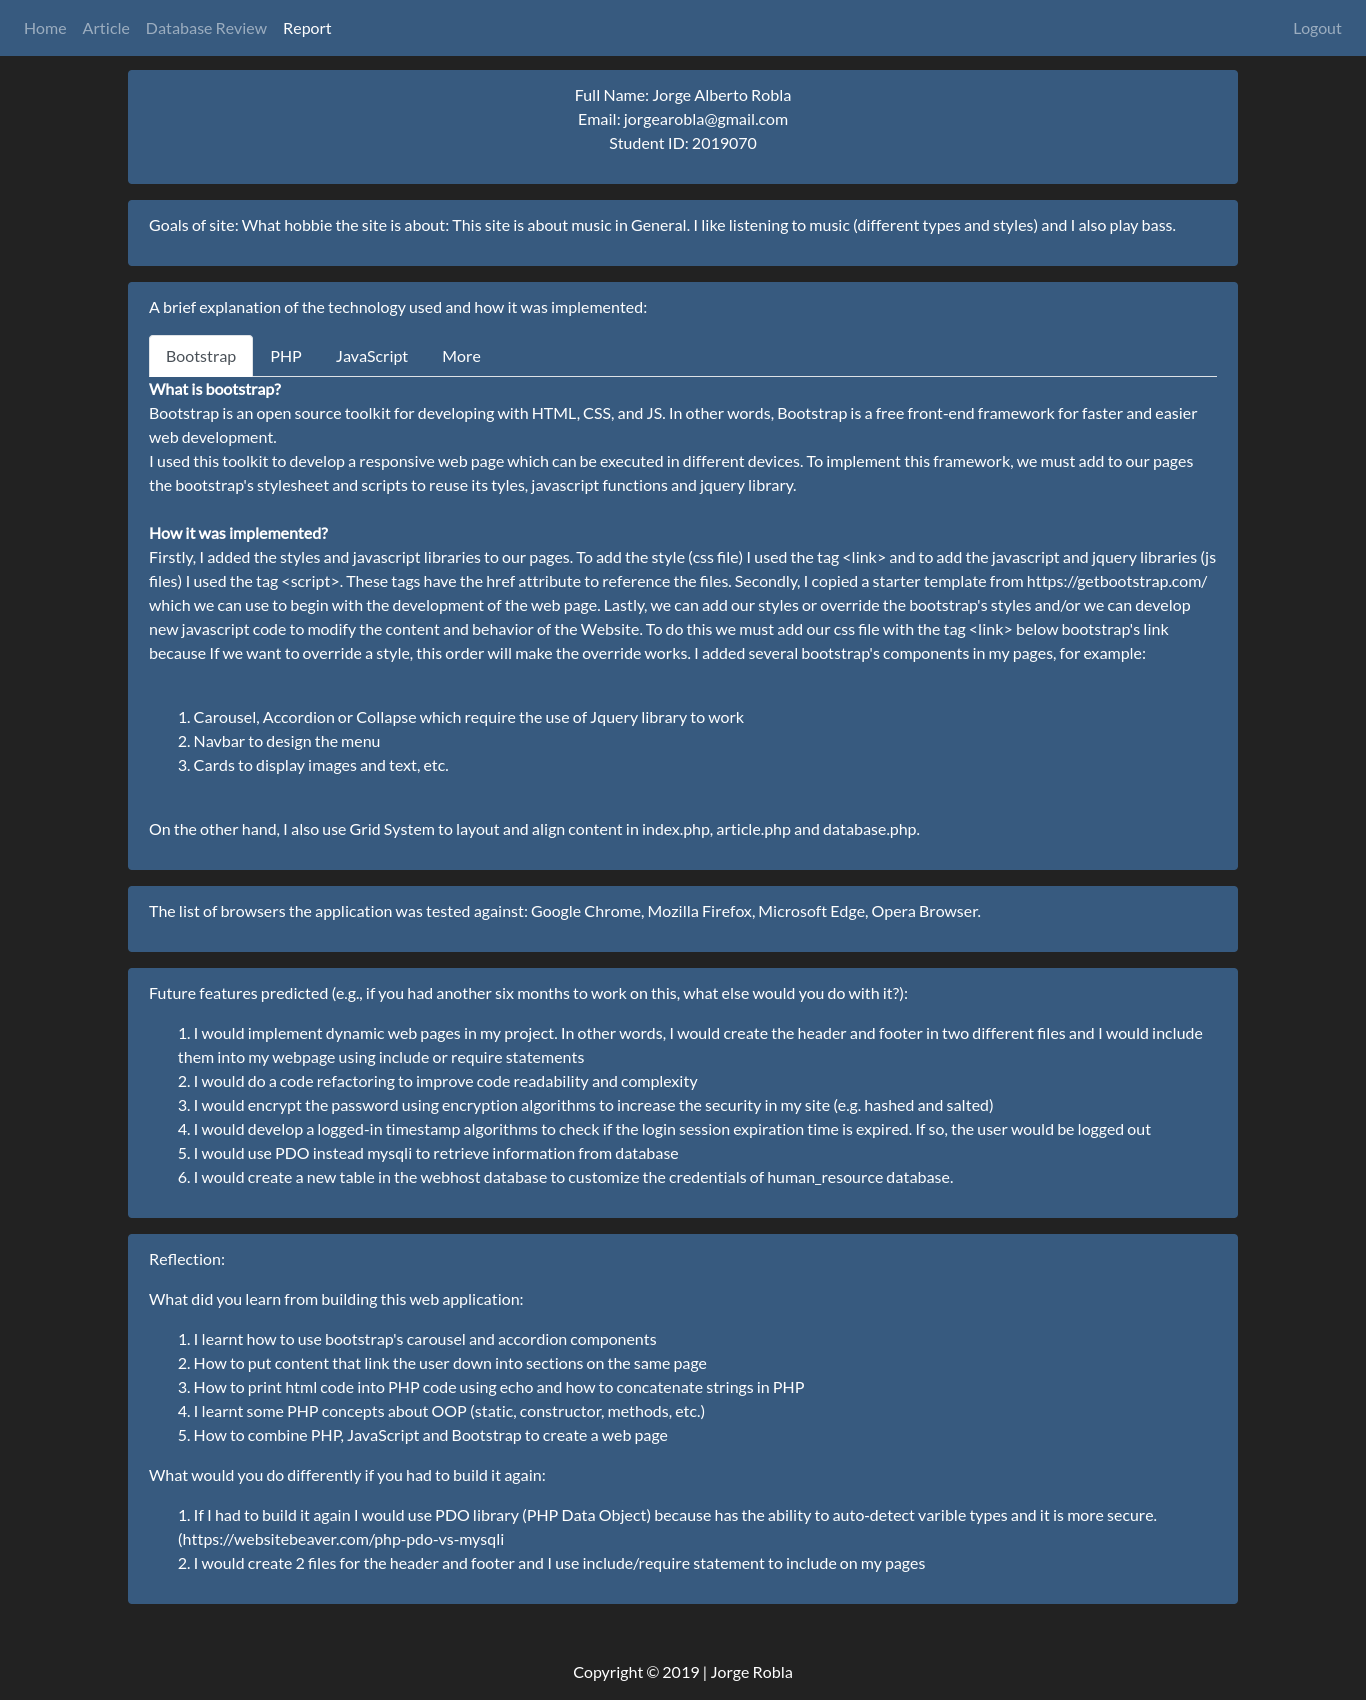 Home Article Database Review Report Logout
Full Name: Jorge Alberto Robla
Email: jorgearobla@gmail.com
Student ID: 2019070
Goals of site: What hobbie the site is about: This site is about music in General. I like listening to music (different types and styles) and I also play bass.
A brief explanation of the technology used and how it was implemented:
Bootstrap PHP JavaScript More
What is bootstrap?
Bootstrap is an open source toolkit for developing with HTML, CSS, and JS. In other words, Bootstrap is a free front-end framework for faster and easier
web development.
I used this toolkit to develop a responsive web page which can be executed in different devices. To implement this framework, we must add to our pages
the bootstrap's stylesheet and scripts to reuse its tyles, javascript functions and jquery library.
How it was implemented?
Firstly, I added the styles and javascript libraries to our pages. To add the style (css file) I used the tag <link> and to add the javascript and jquery libraries (js
files) I used the tag <script>. These tags have the href attribute to reference the files. Secondly, I copied a starter template from https://getbootstrap.com/
which we can use to begin with the development of the web page. Lastly, we can add our styles or override the bootstrap's styles and/or we can develop
new javascript code to modify the content and behavior of the Website. To do this we must add our css file with the tag <link> below bootstrap's link
because If we want to override a style, this order will make the override works. I added several bootstrap's components in my pages, for example:
1. Carousel, Accordion or Collapse which require the use of Jquery library to work
2. Navbar to design the menu
3. Cards to display images and text, etc.
On the other hand, I also use Grid System to layout and align content in index.php, article.php and database.php.
The list of browsers the application was tested against: Google Chrome, Mozilla Firefox, Microsoft Edge, Opera Browser.
Future features predicted (e.g., if you had another six months to work on this, what else would you do with it?):
1. I would implement dynamic web pages in my project. In other words, I would create the header and footer in two different files and I would include
them into my webpage using include or require statements
2. I would do a code refactoring to improve code readability and complexity
3. I would encrypt the password using encryption algorithms to increase the security in my site (e.g. hashed and salted)
4. I would develop a logged-in timestamp algorithms to check if the login session expiration time is expired. If so, the user would be logged out
5. I would use PDO instead mysqli to retrieve information from database
6. I would create a new table in the webhost database to customize the credentials of human_resource database.
Reflection:
What did you learn from building this web application:
1. I learnt how to use bootstrap's carousel and accordion components
2. How to put content that link the user down into sections on the same page
3. How to print html code into PHP code using echo and how to concatenate strings in PHP
4. I learnt some PHP concepts about OOP (static, constructor, methods, etc.)
5. How to combine PHP, JavaScript and Bootstrap to create a web page
What would you do differently if you had to build it again:
1. If I had to build it again I would use PDO library (PHP Data Object) because has the ability to auto-detect varible types and it is more secure.
(https://websitebeaver.com/php-pdo-vs-mysqli
2. I would create 2 files for the header and footer and I use include/require statement to include on my pages
Copyright © 2019 | Jorge Robla